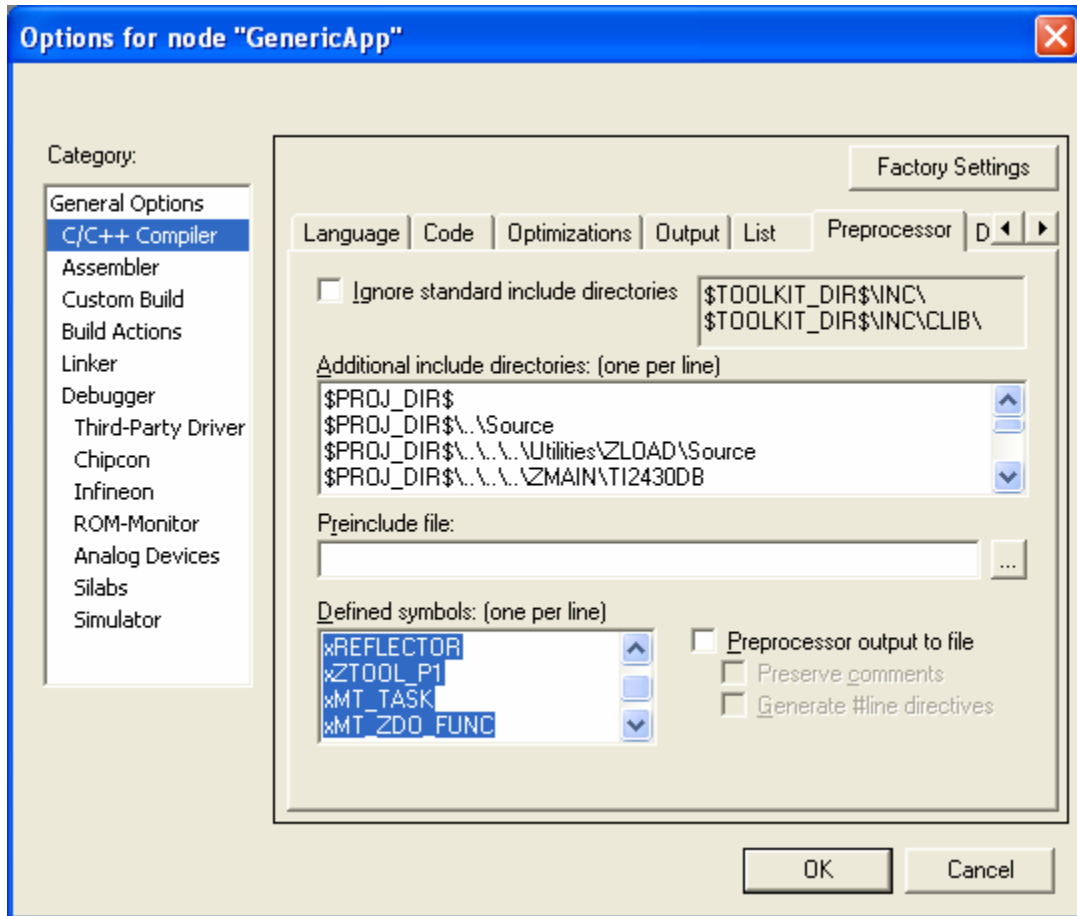 Options for node "GenericApp"
Category:
General Options
C/C++ Compiler
Assembler
Custom Build
Build Actions
Linker
Debugger
Third-Party Driver
Chipcon
Infineon
ROM-Monitor
Analog Devices
Silabs
Simulator
Factory Settings
Language Code Optimizations Output List Preprocessor D
Ignore standard include directories
$TOOLKIT_DIR$\INC\
$TOOLKIT_DIR$\INC\CLIB\
Additional include directories: (one per line)
$PROJ_DIR$
$PROJ_DIR$\..\Source
$PROJ_DIR$\..\..\..\Utilities\ZLOAD\Source
$PROJ_DIR$\..\..\..\ZMAIN\TI2430DB
Preinclude file:
...
Defined symbols: (one per line)
xREFLECTOR
xZTOOL_P1
xMT_TASK
xMT_ZDO_FUNC
Preprocessor output to file
Preserve comments
Generate #line directives
OK Cancel